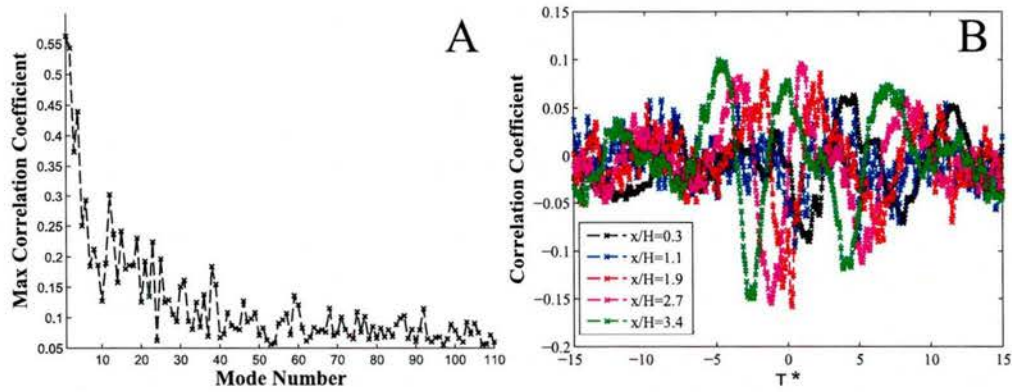 A
Max Correlation Coefficient
0.55
0.5
0.45
0.4
0.35
0.3
0.25
0.2
0.15
0.1
0.05
10 20 30 40 50 60 70 80 90 100 110
Mode Number
B
Correlation Coefficient
0.15
0.1
0.05
0
-0.05
-0.1
-0.15
-0.2
x/H=0.3
x/H=1.1
x/H=1.9
x/H=2.7
x/H=3.4
-15 -10 -5 0 5 10 15
T*